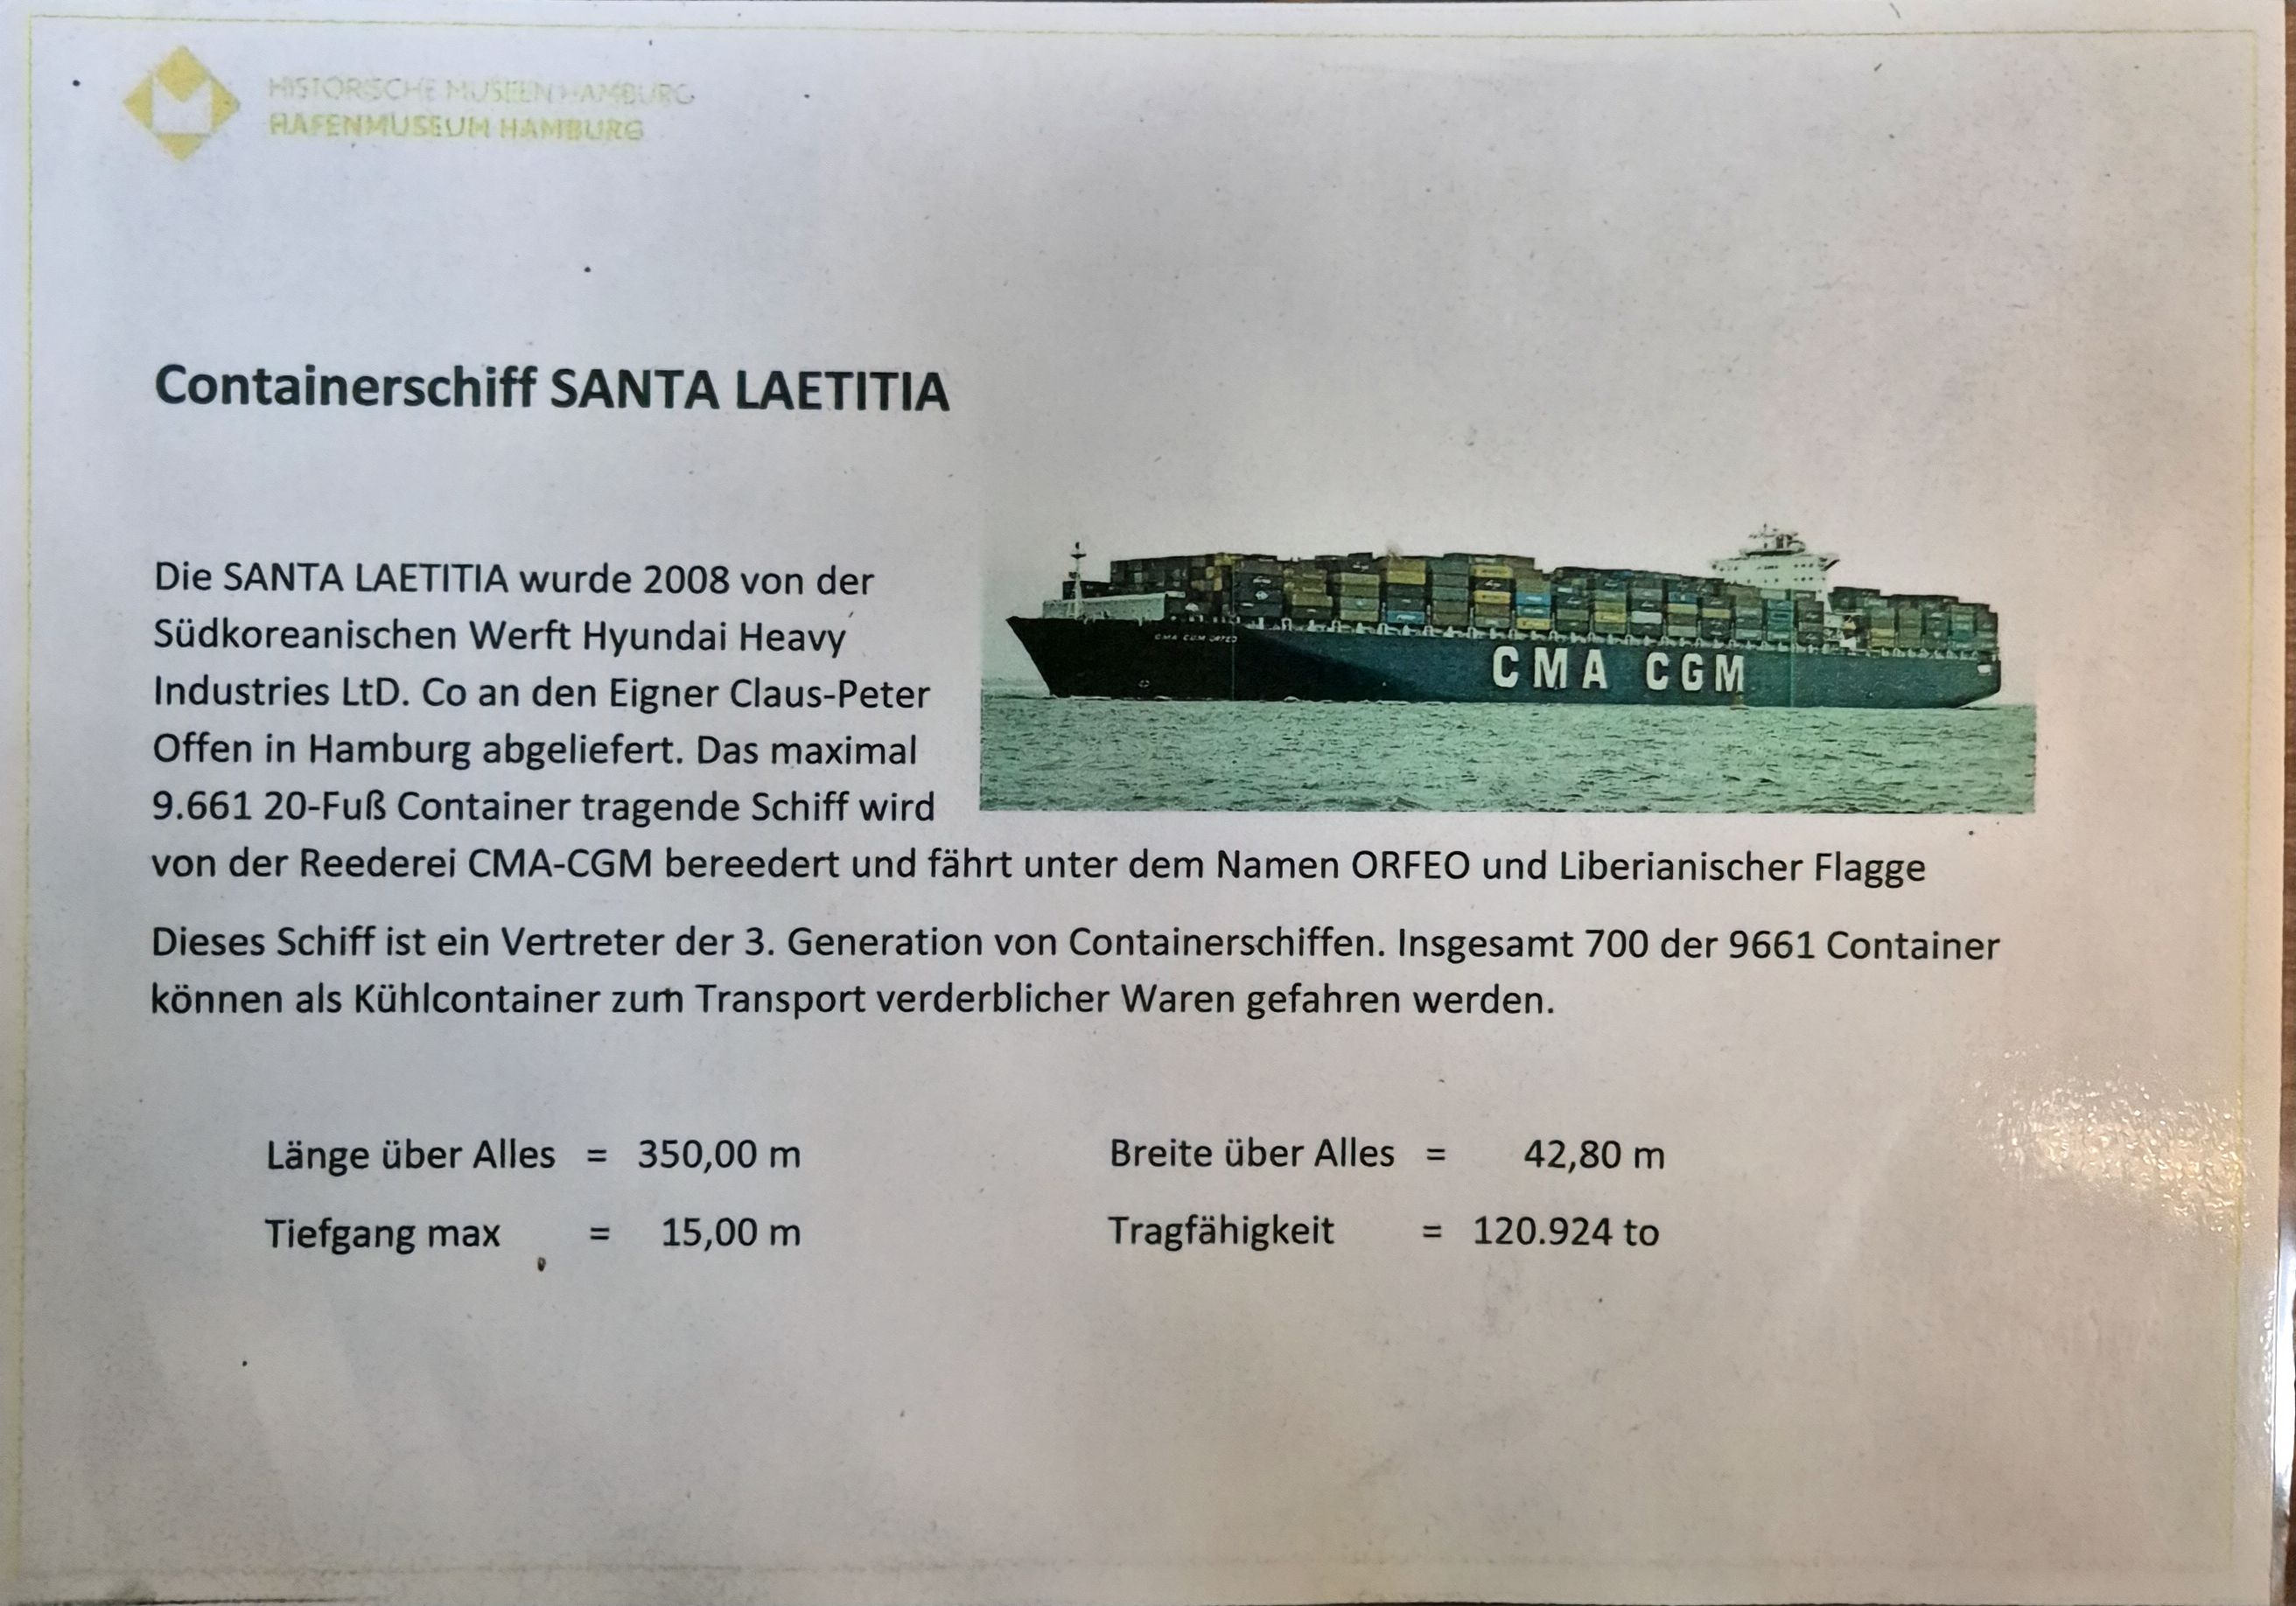 HISTORISCHE MUSEEN HAMBURG
HAFENMUSEUM HAMBURG
Containerschiff SANTA LAETITIA
Die SANTA LAETITIA wurde 2008 von der
Südkoreanischen Werft Hyundai Heavy
Industries LtD. Co an den Eigner Claus-Peter
Offen in Hamburg abgeliefert. Das maximal
9.661 20-Fuß Container tragende Schiff wird
von der Reederei CMA-CGM bereedert und fährt unter dem Namen ORFEO und Liberianischer Flagge
CMA CGM ORFEO
CMA CGM
Dieses Schiff ist ein Vertreter der 3. Generation von Containerschiffen. Insgesamt 700 der 9661 Container
können als Kühlcontainer zum Transport verderblicher Waren gefahren werden.
Länge über Alles = 350,00 m Breite über Alles = 42,80 m
Tiefgang max = 15,00 m Tragfähigkeit = 120.924 to